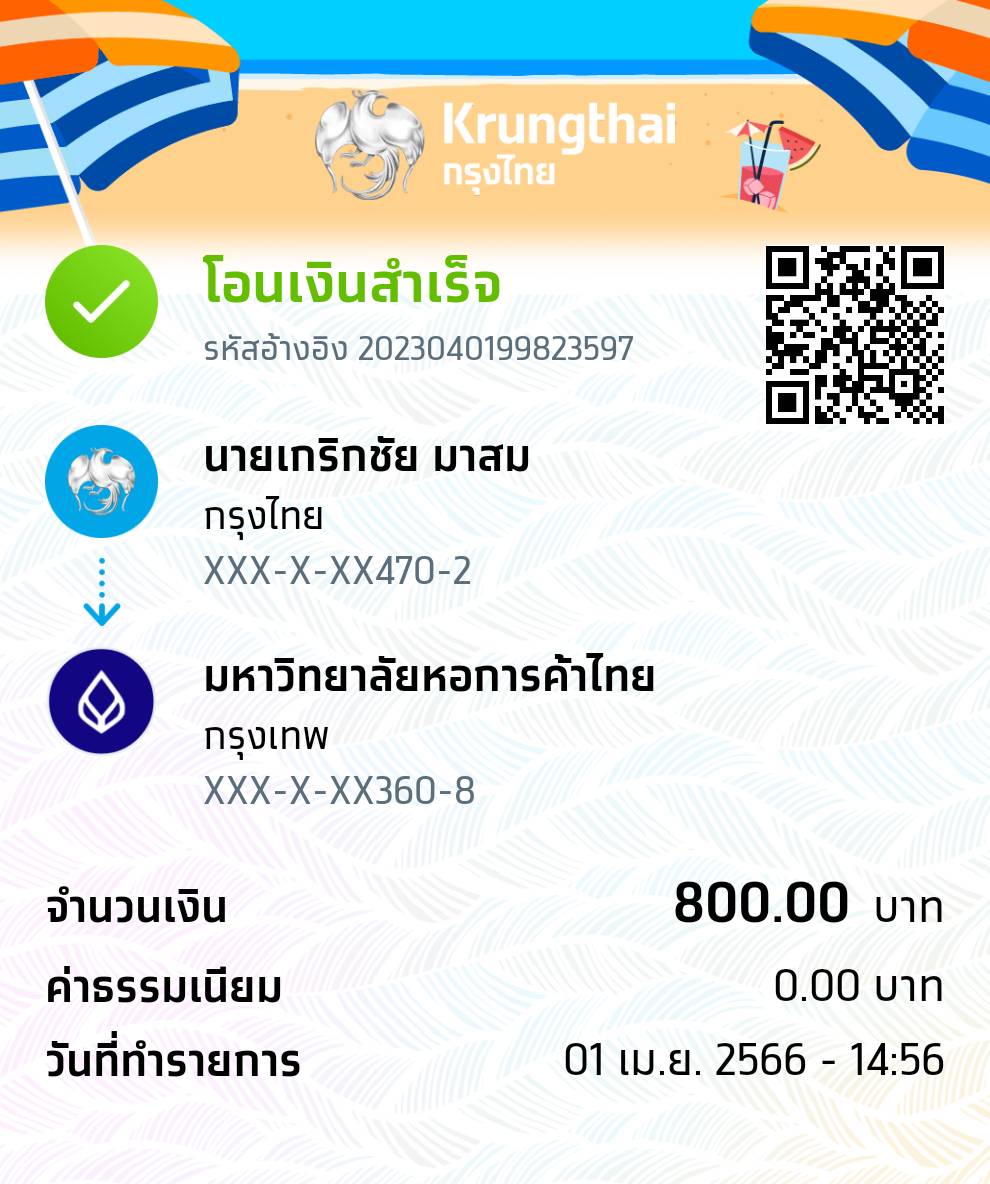 Krungthai
กรุงไทย
โอนเงินสำเร็จ
รหัสอ้างอิง 2023040199823597
นายเกริกชัย มาสม
กรุงไทย
XXX-X-XX470-2
มหาวิทยาลัยหอการค้าไทย
กรุงเทพ
XXX-X-XX360-8
จำนวนเงิน 800.00 บาท
ค่าธรรมเนียม 0.00 บาท
วันที่ทำรายการ 01 เม.ย. 2566 - 14:56